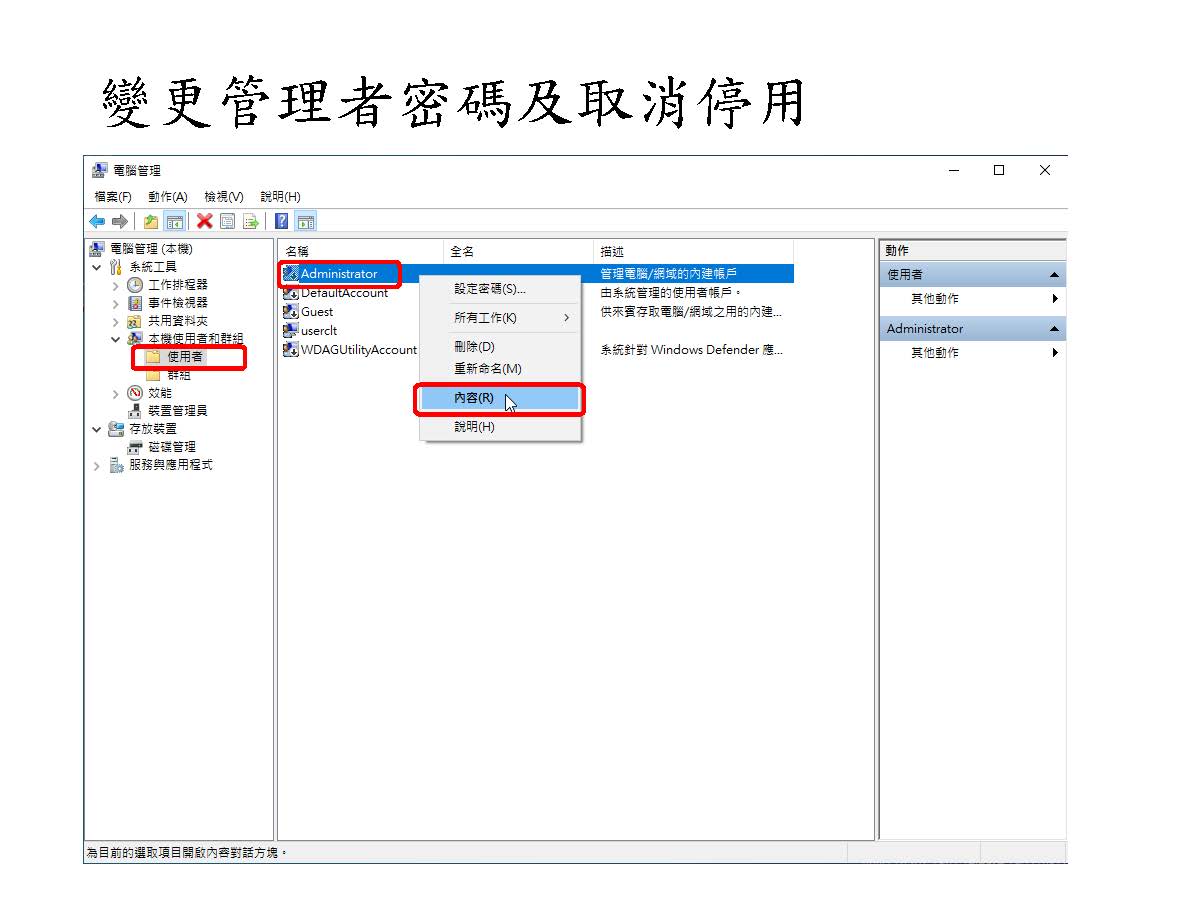 變更管理者密碼及取消停用
電腦管理
檔案(F) 動作(A) 檢視(V) 說明(H)
電腦管理 (本機)
系統工具
工作排程器
事件檢視器
共用資料夾
本機使用者和群組
使用者
群組
效能
裝置管理員
存放裝置
磁碟管理
服務與應用程式
名稱 全名 描述
Administrator 管理電腦/網域的內建帳戶
DefaultAccount 由系統管理的使用者帳戶。
Guest 供來賓存取電腦/網域之用的內建...
userclt
WDAGUtilityAccount 系統針對 Windows Defender 應...
設定密碼(S)...
所有工作(K)
刪除(D)
重新命名(M)
內容(R)
說明(H)
動作
使用者
其他動作
Administrator
其他動作
為目前的選取項目開啟內容對話方塊。